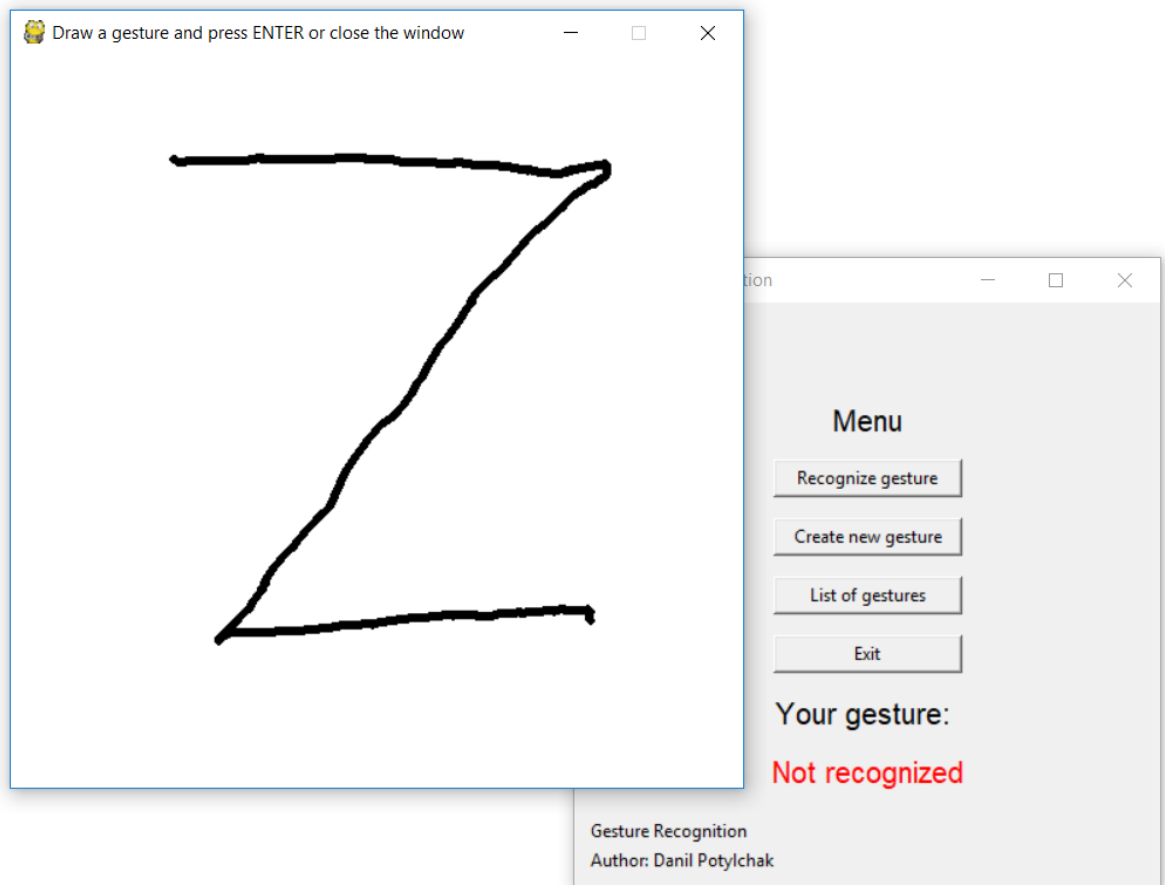 Draw a gesture and press ENTER or close the window
Z
tion
Menu
Recognize gesture
Create new gesture
List of gestures
Exit
Your gesture:
Not recognized
Gesture Recognition
Author: Danil Potylchak